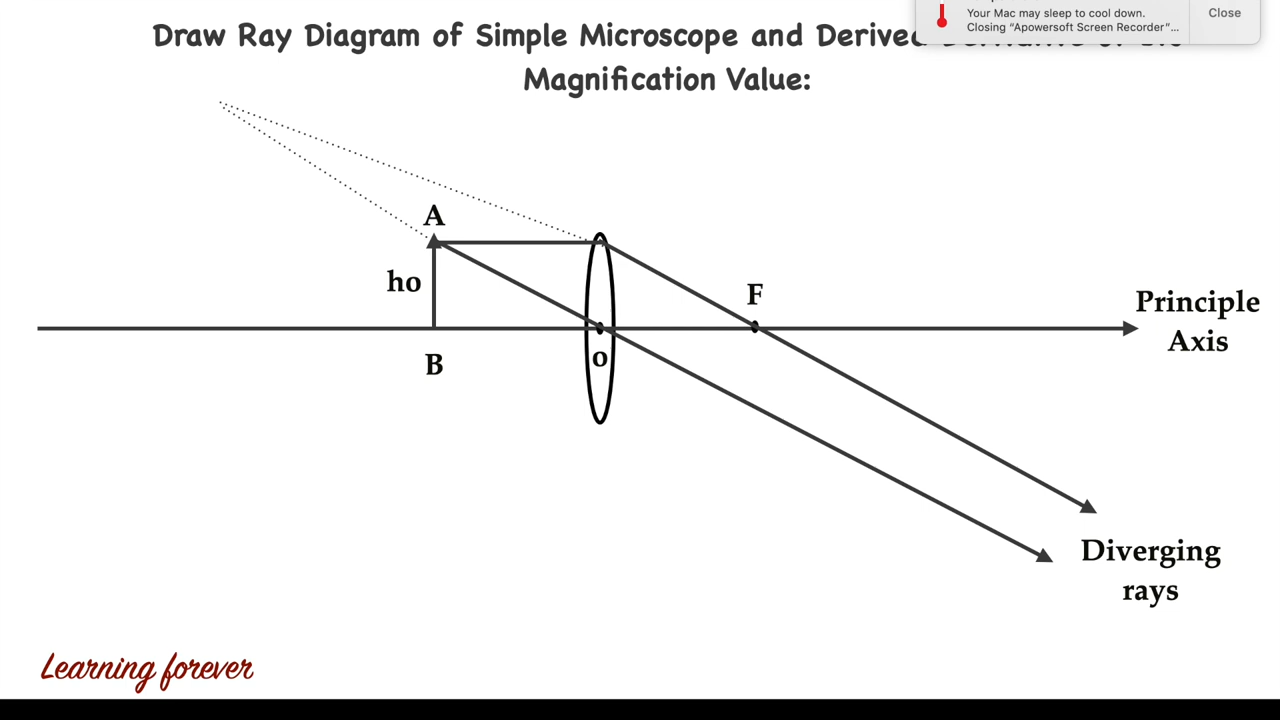 Your Mac may sleep to cool down.
Closing “Apowersoft Screen Recorder”...
Close
Draw Ray Diagram of Simple Microscope and
Magnification Value:
A
ho
F
Principle
Axis
B
o
Diverging
rays
Learning forever